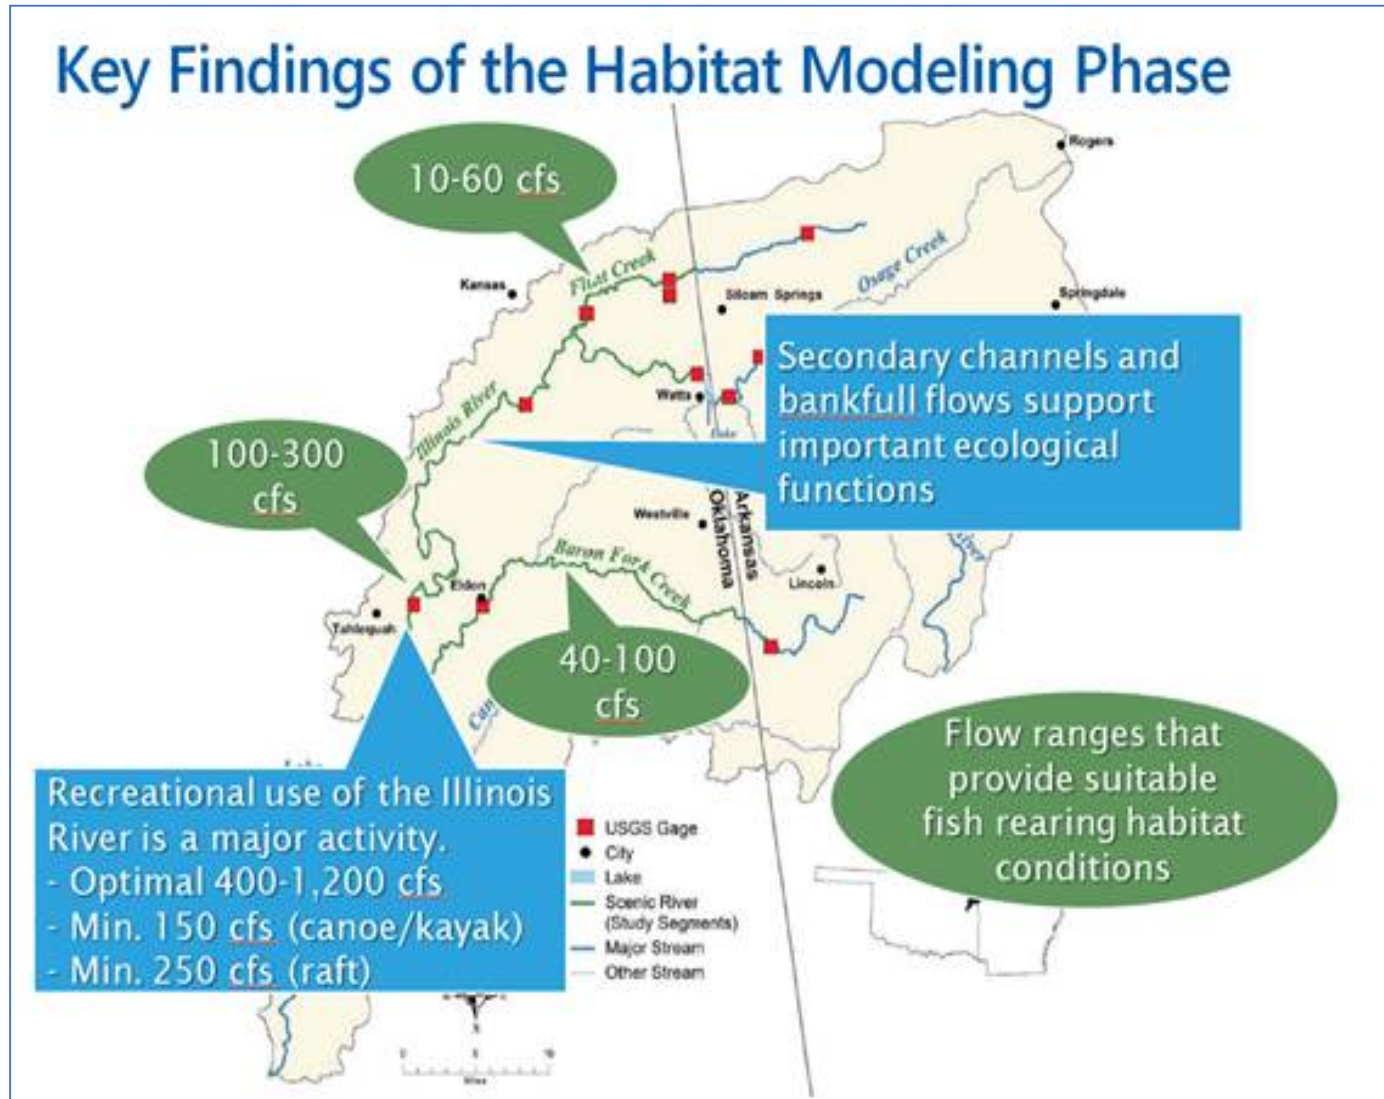 Key Findings of the Habitat Modeling Phase
10-60 cfs
Rogers
Flint Creek
Osage Creek
Kansas
Siloam Springs
Springdale
Secondary channels and
bankfull flows support
important ecological
functions
Watts
Illinois River
100-300
cfs
Westville
Arkansas
Oklahoma
Baron Fork Creek
Eldon
Lincoln
Tahlequah
40-100
cfs
Flow ranges that
provide suitable
fish rearing habitat
conditions
Recreational use of the Illinois
River is a major activity.
- Optimal 400-1,200 cfs
- Min. 150 cfs (canoe/kayak)
- Min. 250 cfs (raft)
USGS Gage
City
Lake
Scenic River
(Study Segments)
Major Stream
Other Stream
N
Miles